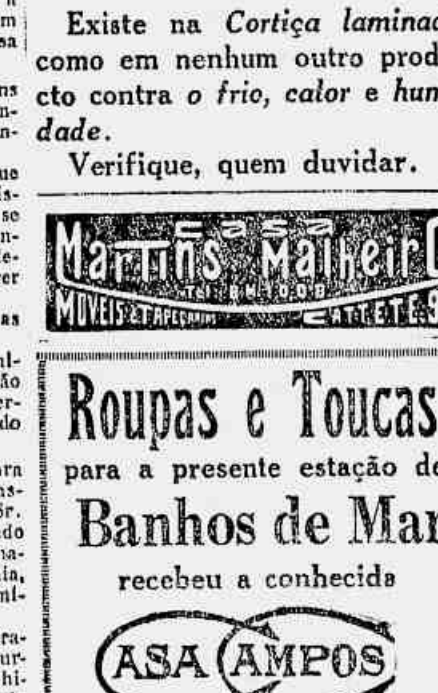 Existe na Cortiça laminad
como em nenhum outro prod
cto contra o frio, calor e hum
dade.
Verifique, quem duvidar.
Casa
Martins Malheiro
MOVEIS & TAPEÇARIAS
CATTETE
Roupas e Toucas
para a presente estação de
Banhos de Mar
recebeu a conhecida
CASA CAMPOS